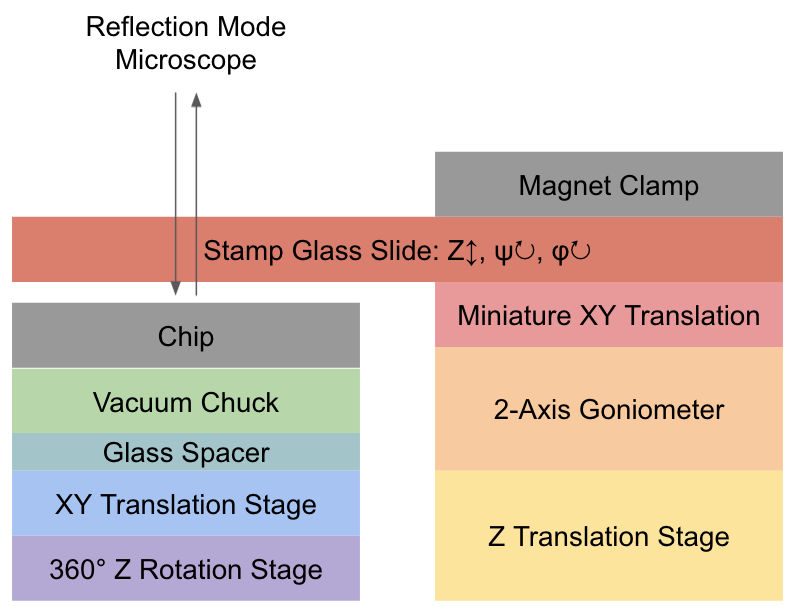 Reflection Mode
Microscope
Magnet Clamp
Stamp Glass Slide: Z↕, ψ↻, φ↻
Miniature XY Translation
Chip
Vacuum Chuck
2-Axis Goniometer
Glass Spacer
XY Translation Stage
Z Translation Stage
360° Z Rotation Stage